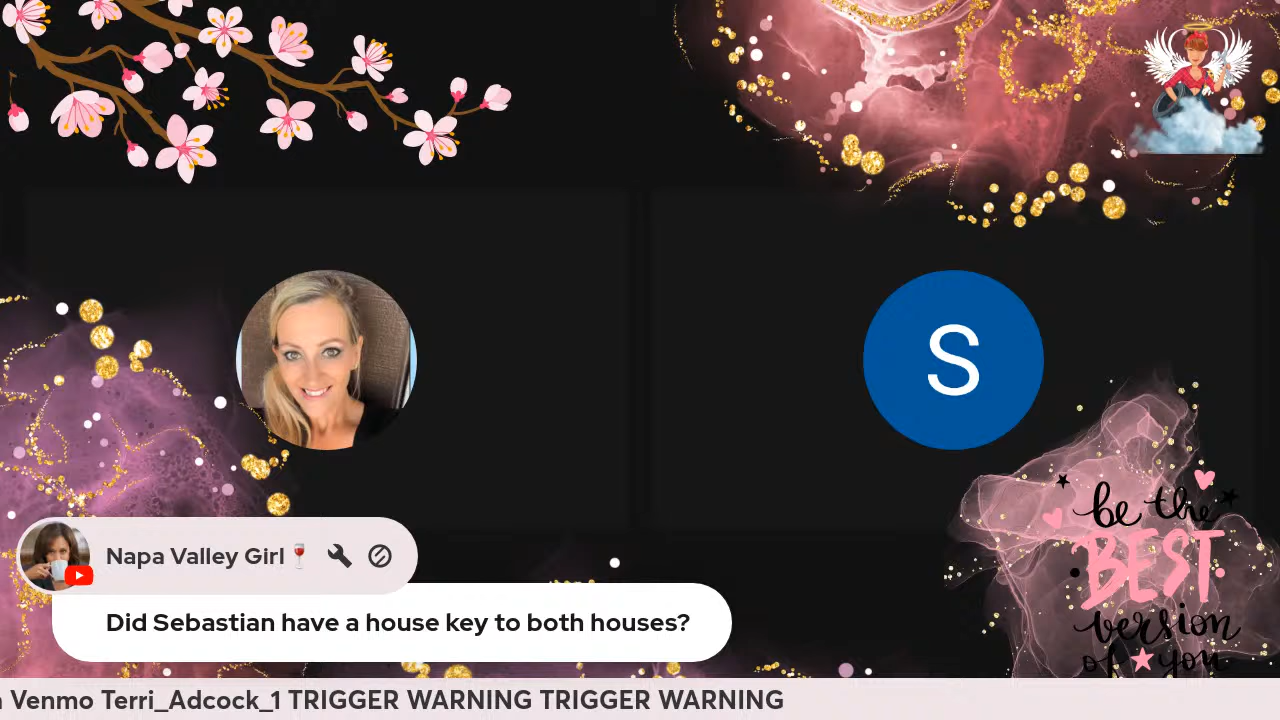 S
be the
BEST
version
of you
Napa Valley Girl🍷
Did Sebastian have a house key to both houses?
Venmo Terri_Adcock_1 TRIGGER WARNING TRIGGER WARNING